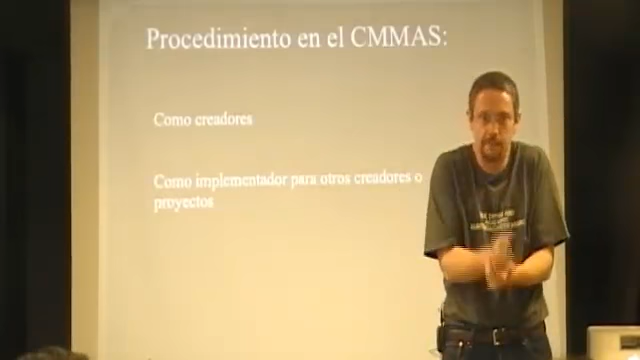 Procedimiento en el CMMAS:
Como creadores
Como implementador para otros creadores o
proyectos